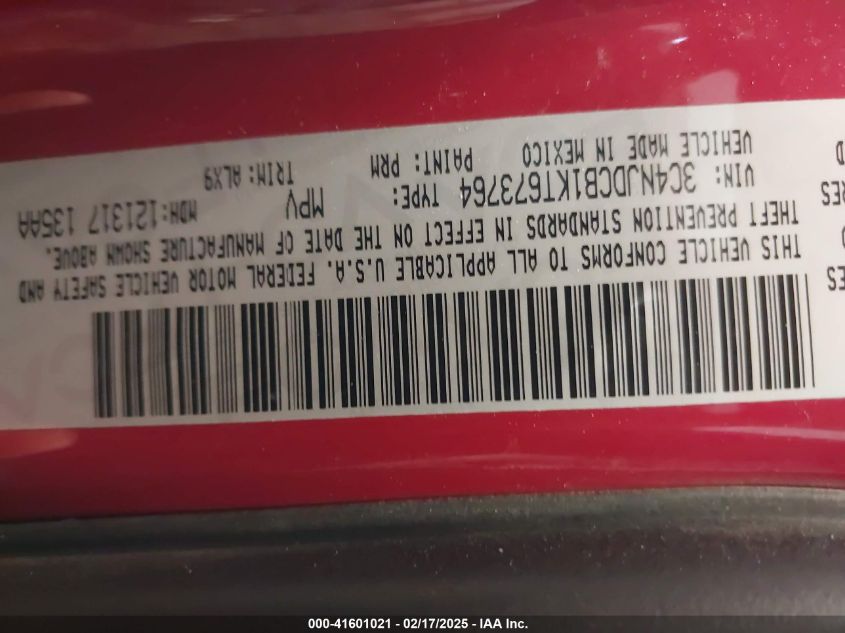 THIS VEHICLE CONFORMS TO ALL APPLICABLE U.S.A. FEDERAL MOTOR VEHICLE SAFETY AND
THEFT PREVENTION STANDARDS IN EFFECT ON THE DATE OF MANUFACTURE SHOWN ABOVE.
MDH: 121317 135AA
VIN: 3C4NJDCB1KT673764 TYPE: MPV
VEHICLE MADE IN MEXICO PAINT: PRM TRIM: ALX9
000-41601021 - 02/17/2025 - IAA Inc.